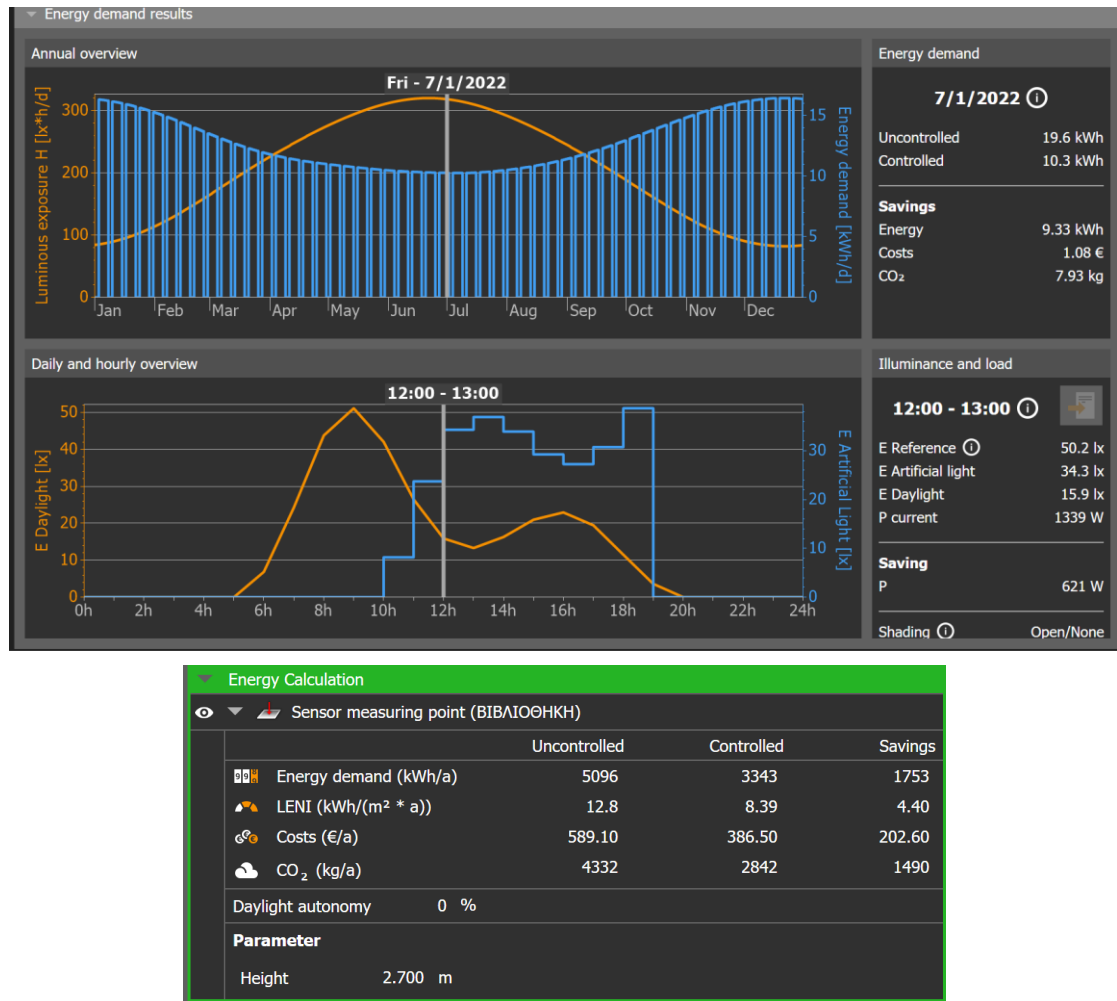 Energy demand results
Annual overview
Fri - 7/1/2022
Luminous exposure H [lx*h/d]
300
200
100
0
Energy demand [kWh/d]
15
10
5
0
Jan Feb Mar Apr May Jun Jul Aug Sep Oct Nov Dec
Energy demand
7/1/2022
Uncontrolled 19.6 kWh
Controlled 10.3 kWh
Savings
Energy 9.33 kWh
Costs 1.08 €
CO₂ 7.93 kg
Daily and hourly overview
12:00 - 13:00
E Daylight [lx]
50
40
30
20
10
0
E Artificial Light [lx]
30
20
10
0
0h 2h 4h 6h 8h 10h 12h 14h 16h 18h 20h 22h 24h
Illuminance and load
12:00 - 13:00
E Reference 50.2 lx
E Artificial light 34.3 lx
E Daylight 15.9 lx
P current 1339 W
Saving
P 621 W
Shading Open/None
Energy Calculation
Sensor measuring point (ΒΙΒΛΙΟΘΗΚΗ)
Uncontrolled Controlled Savings
Energy demand (kWh/a) 5096 3343 1753
LENI (kWh/(m² * a)) 12.8 8.39 4.40
Costs (€/a) 589.10 386.50 202.60
CO₂ (kg/a) 4332 2842 1490
Daylight autonomy 0 %
Parameter
Height 2.700 m